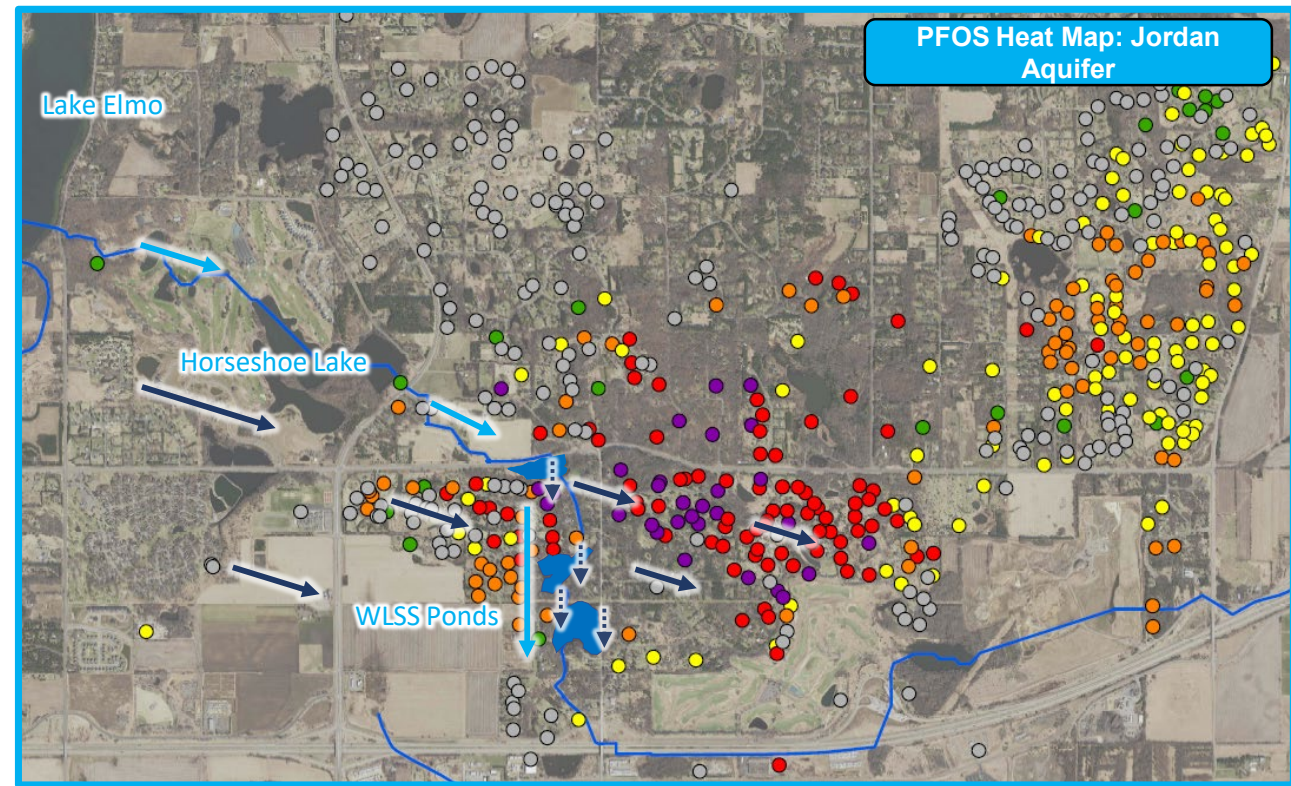 PFOS Heat Map: Jordan
Aquifer
Lake Elmo
Horseshoe Lake
WLSS Ponds